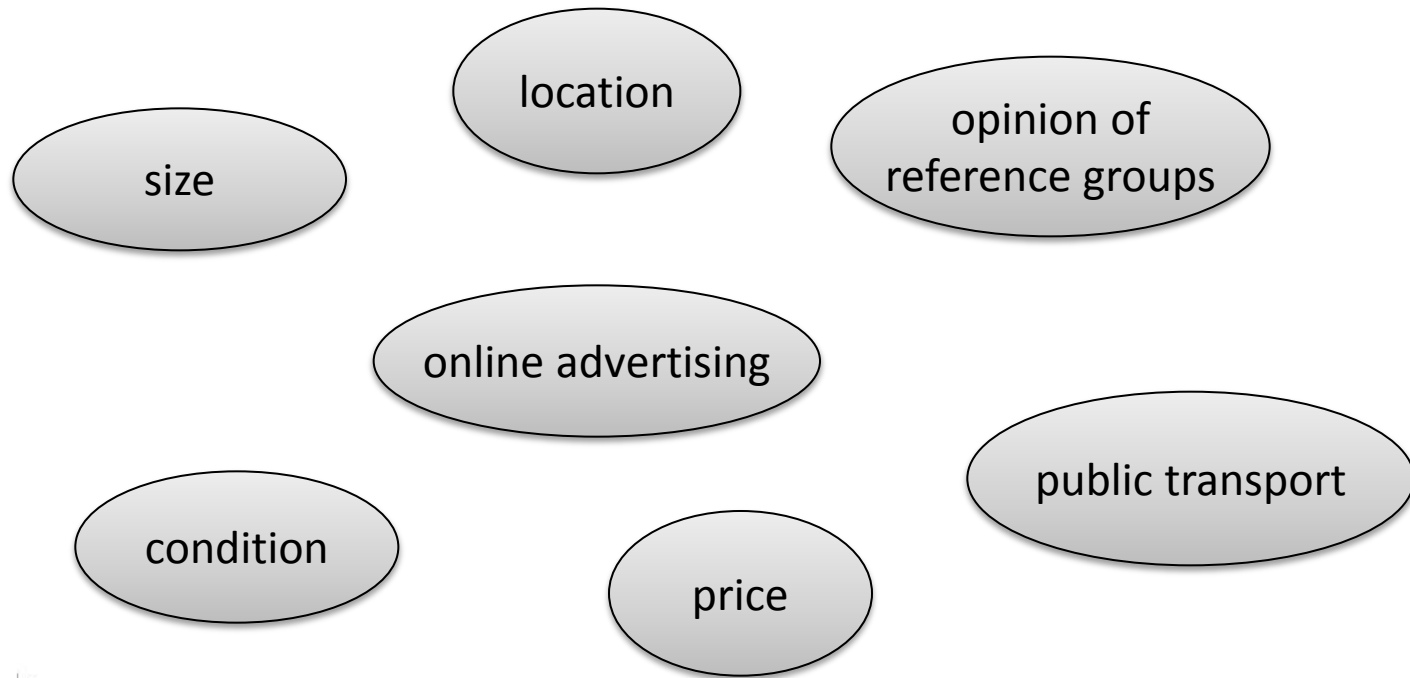 location
opinion of
reference groups
size
online advertising
public transport
condition
price